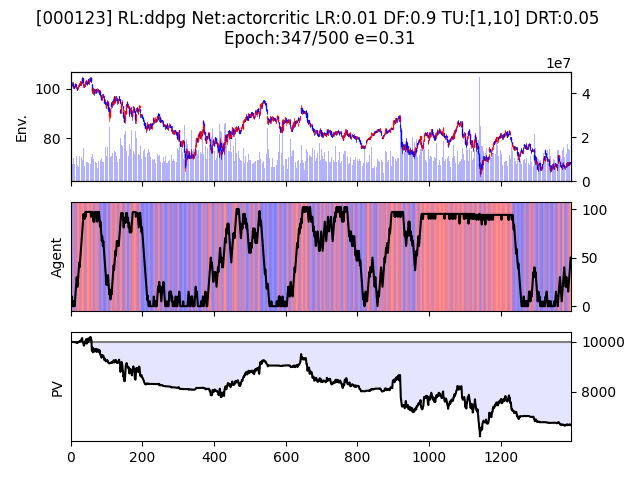 [000123] RL:ddpg Net:actorcritic LR:0.01 DF:0.9 TU:[1,10] DRT:0.05
Epoch:347/500 e=0.31
1e7
100
80
Env.
4
2
0
Agent
100
50
0
PV
10000
8000
0
200
400
600
800
1000
1200